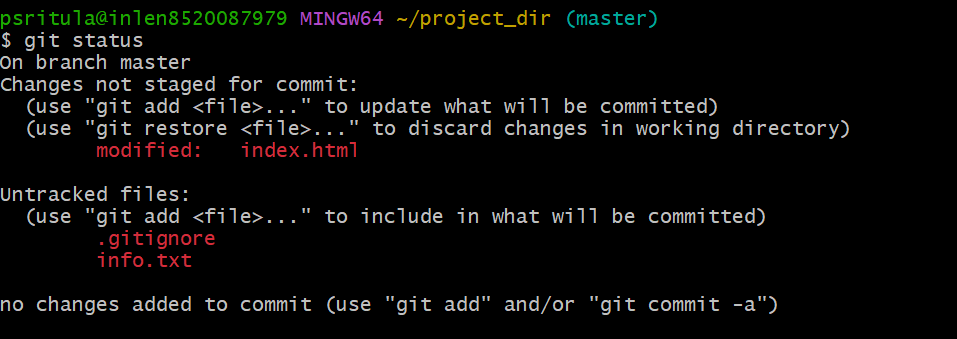 psritula@inlen8520087979 MINGW64 ~/project_dir (master)
$ git status
On branch master
Changes not staged for commit:
  (use "git add <file>..." to update what will be committed)
  (use "git restore <file>..." to discard changes in working directory)
        modified:   index.html

Untracked files:
  (use "git add <file>..." to include in what will be committed)
        .gitignore
        info.txt

no changes added to commit (use "git add" and/or "git commit -a")